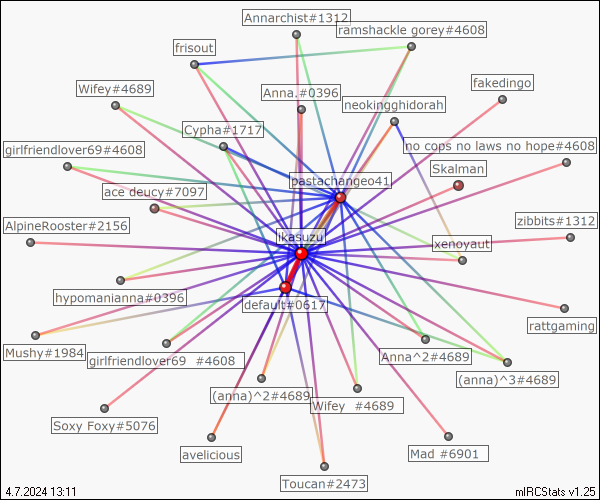 Annarchist#1312
ramshackle gorey#4608
frisout
fakedingo
Wifey#4689
Anna.#0396
neokingghidorah
Cypha#1717
no cops no laws no hope#4608
girlfriendlover69#4608
Skalman
pastachangeo41
ace deucy#7097
AlpineRooster#2156
zibbits#1312
ikasuzu
xenoyaut
hypomanianna#0396
default#0617
rattgaming
Mushy#1984
girlfriendlover69 #4608
Anna^2#4689
(anna)^3#4689
(anna)^2#4689
Wifey #4689
Soxy Foxy#5076
avelicious
Mad #6901
Toucan#2473
4.7.2024 13:11
mIRCStats v1.25